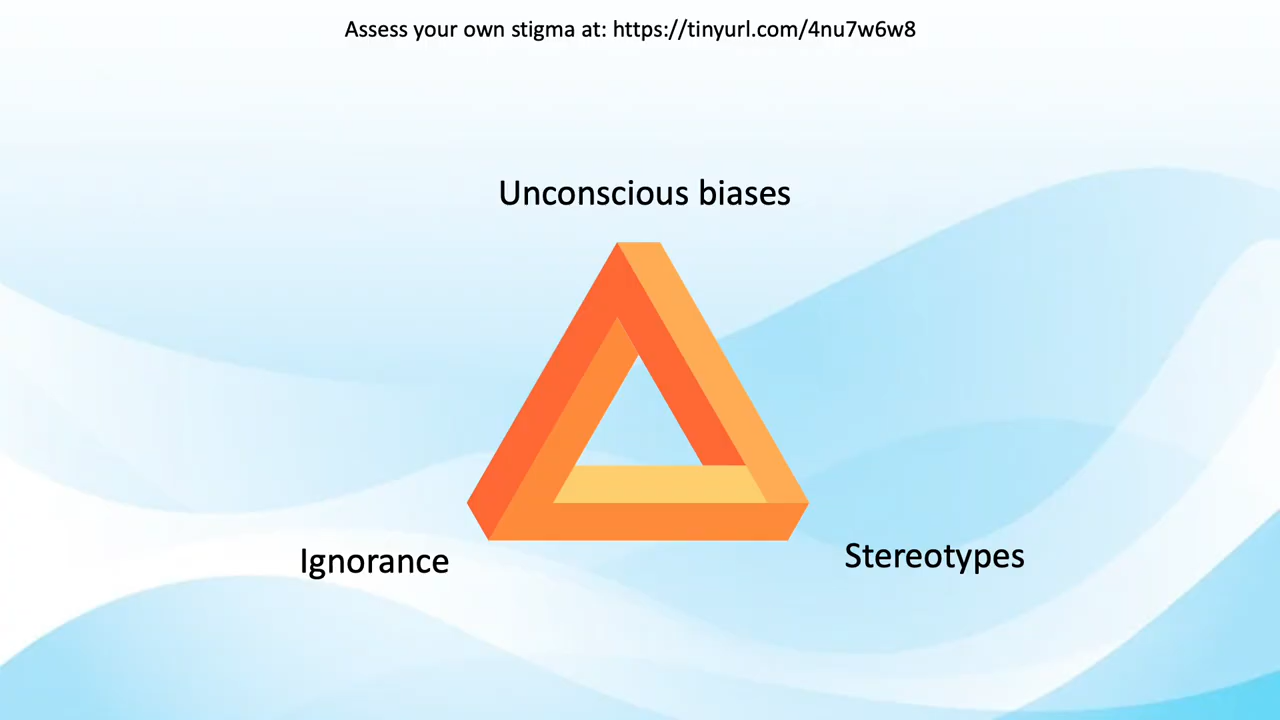 Assess your own stigma at: https://tinyurl.com/4nu7w6w8
Unconscious biases
Ignorance
Stereotypes